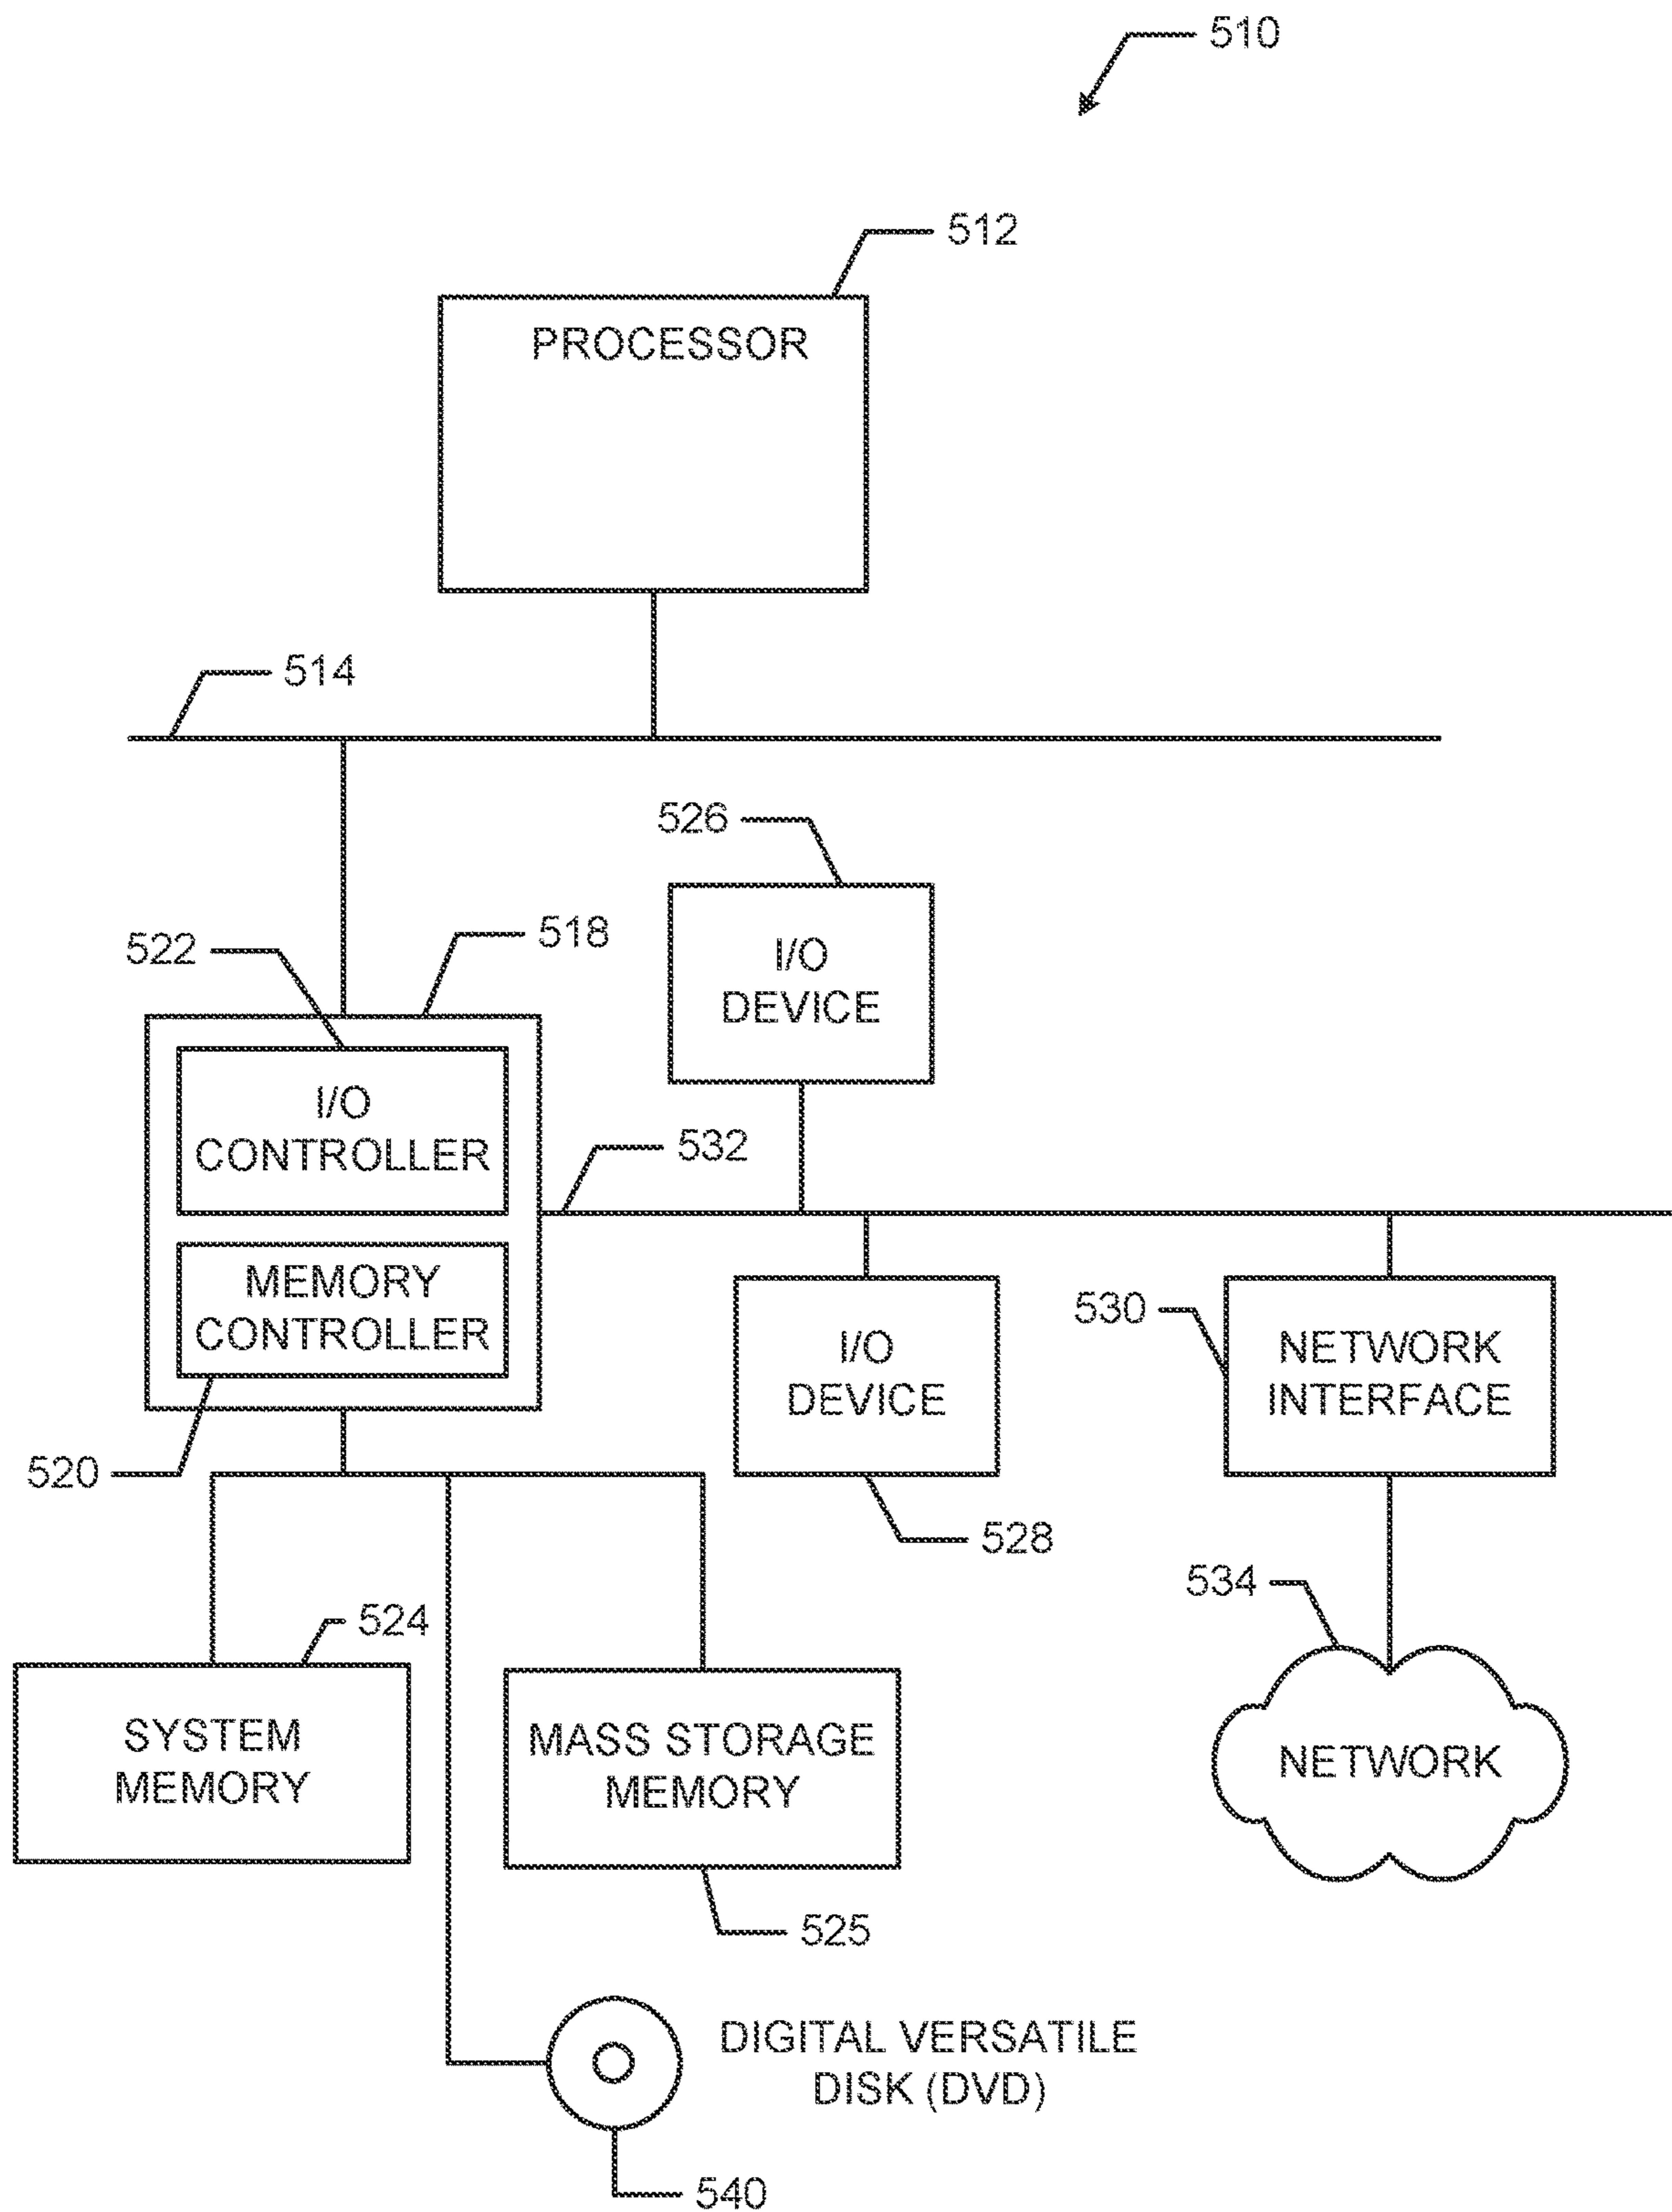 510
512
PROCESSOR
514
526
I/O
DEVICE
522
518
I/O
CONTROLLER
532
MEMORY
CONTROLLER
520
I/O
DEVICE
528
530
NETWORK
INTERFACE
534
NETWORK
524
SYSTEM
MEMORY
MASS STORAGE
MEMORY
525
DIGITAL VERSATILE
DISK (DVD)
540